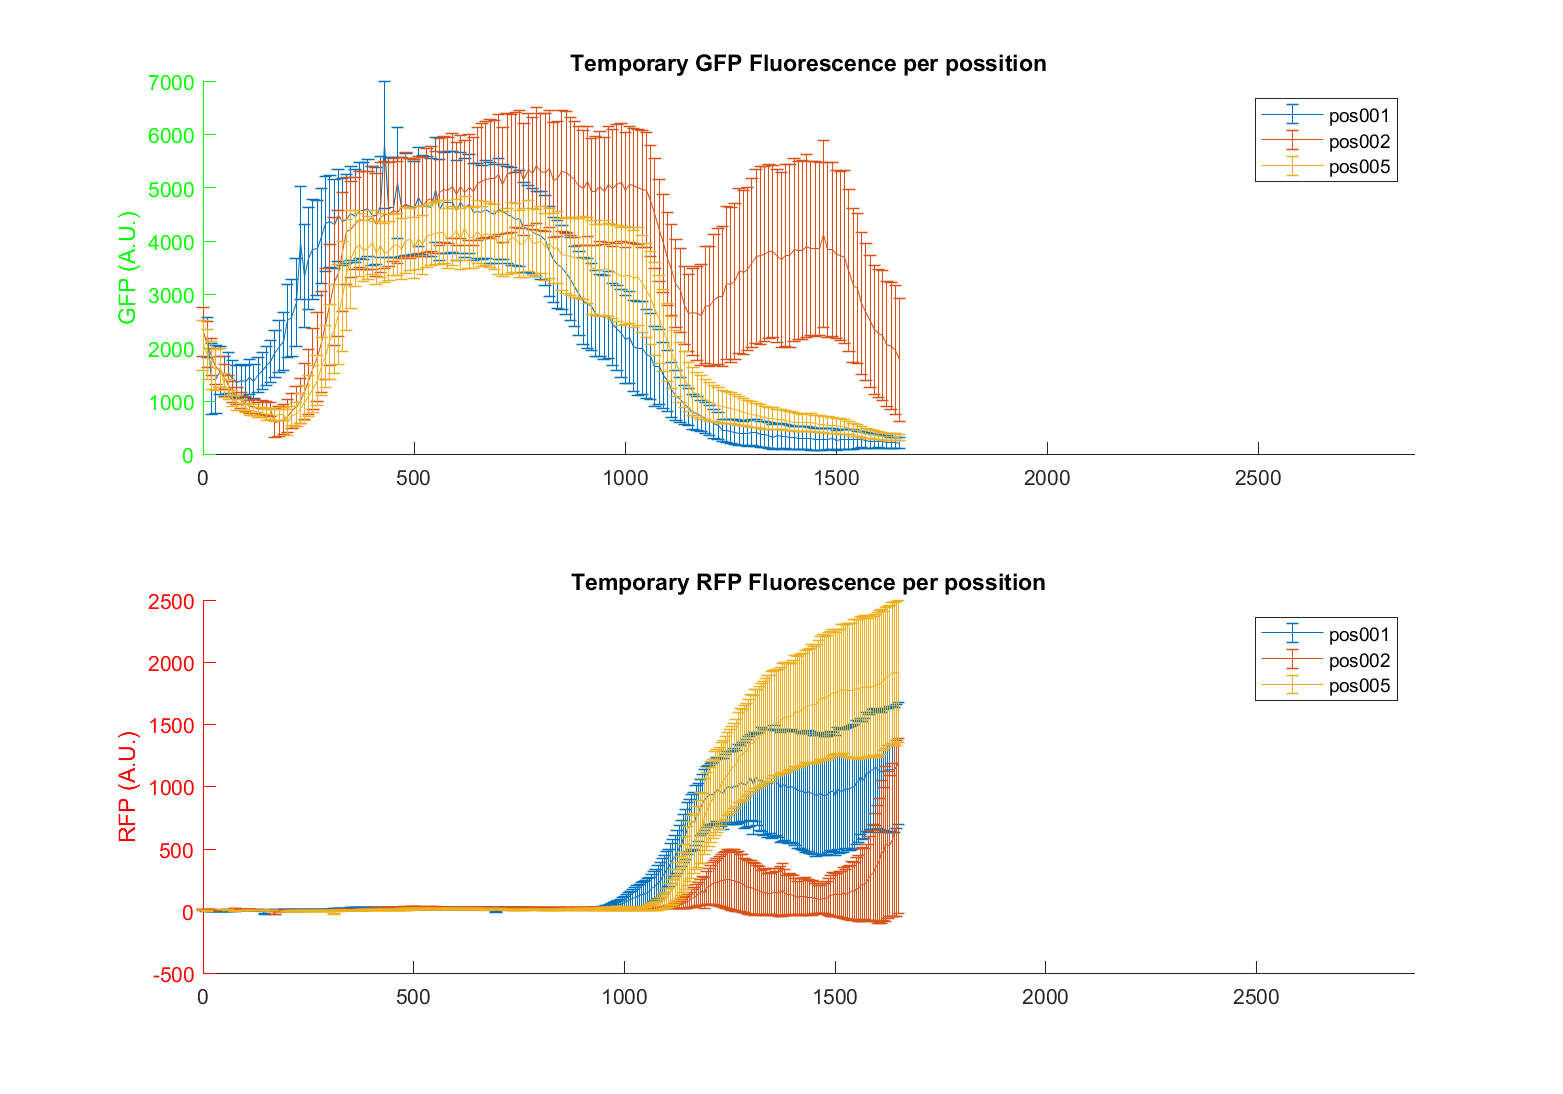 Temporary GFP Fluorescence per possition
7000
6000
5000
4000
3000
2000
1000
0
GFP (A.U.)
pos001
pos002
pos005
0 500 1000 1500 2000 2500
Temporary RFP Fluorescence per possition
2500
2000
1500
1000
500
0
-500
RFP (A.U.)
pos001
pos002
pos005
0 500 1000 1500 2000 2500